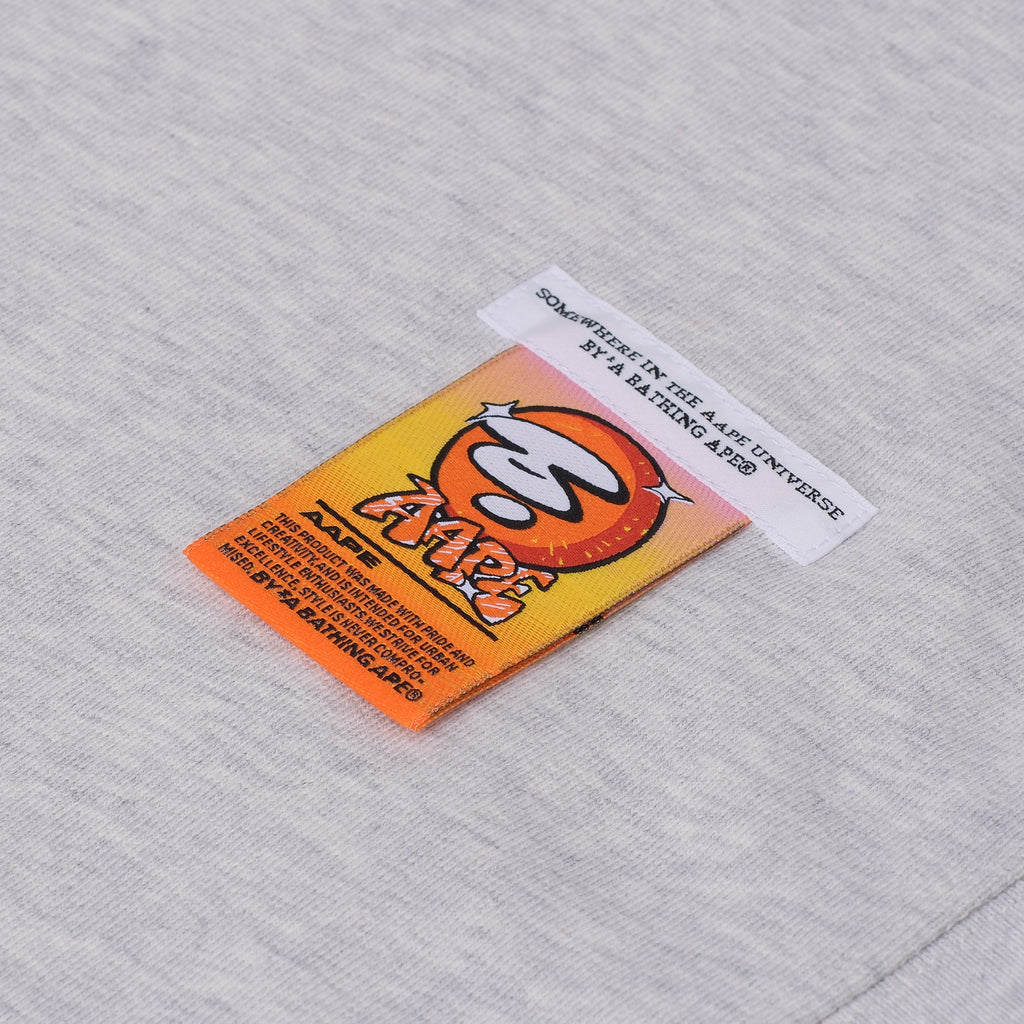 SOMEWHERE IN THE AAPE UNIVERSE
BY *A BATHING APE®
AAPE
AAPE
THIS PRODUCT WAS MADE WITH PRIDE AND
CREATIVITY,AND IS INTENDED FOR URBAN
LIFESTYLE ENTHUSIASTS. WE STRIVE FOR
EXCELLENCE, STYLE IS NEVER COMPRO-
MISED. BY *A BATHING APE®